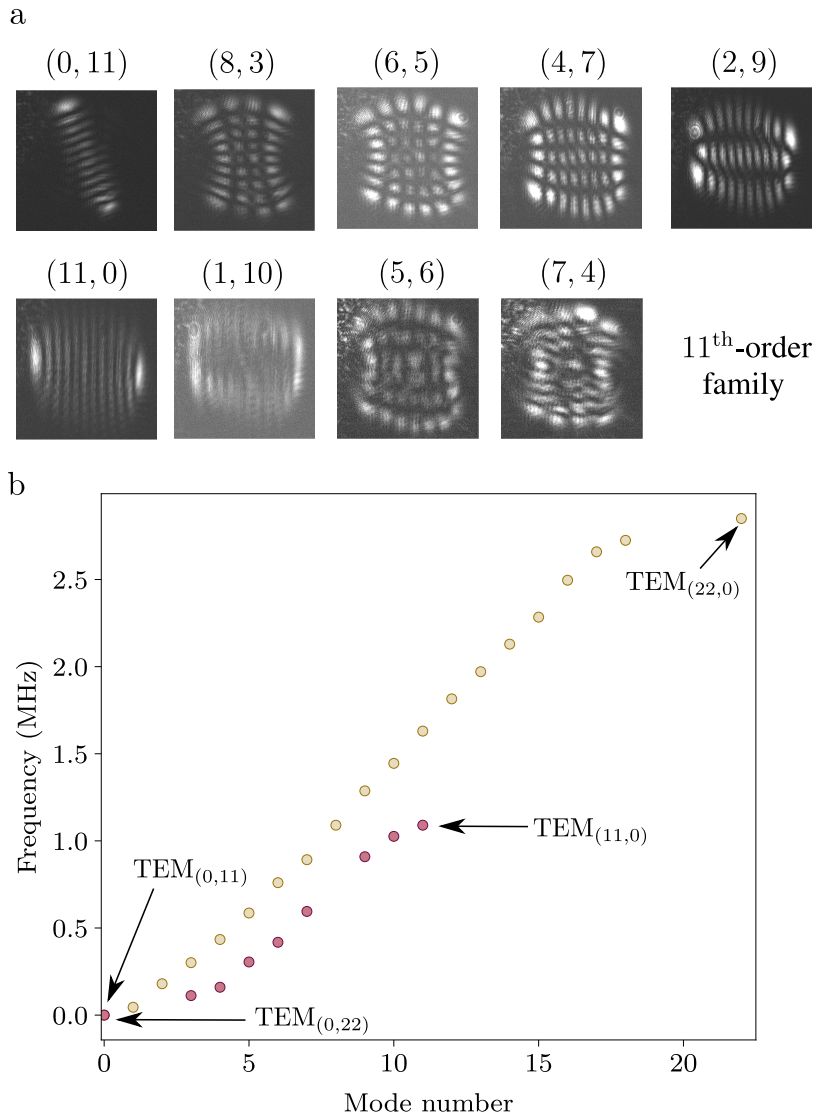 a
(0, 11) (8, 3) (6, 5) (4, 7) (2, 9)
(11, 0) (1, 10) (5, 6) (7, 4)
11th-order
family
b
Frequency (MHz)
2.5
2.0
1.5
1.0
0.5
0.0
TEM(22,0)
TEM(11,0)
TEM(0,11)
TEM(0,22)
0 5 10 15 20
Mode number